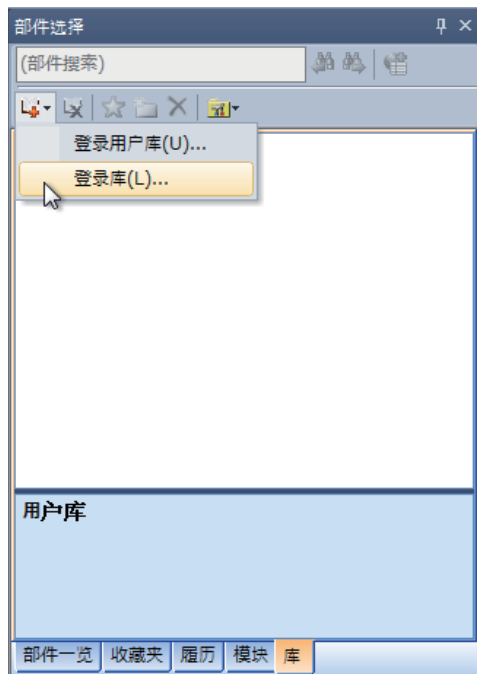 部件选择
(部件搜索)
登录用户库(U)...
登录库(L)...
用户库
部件一览 收藏夹 履历 模块 库